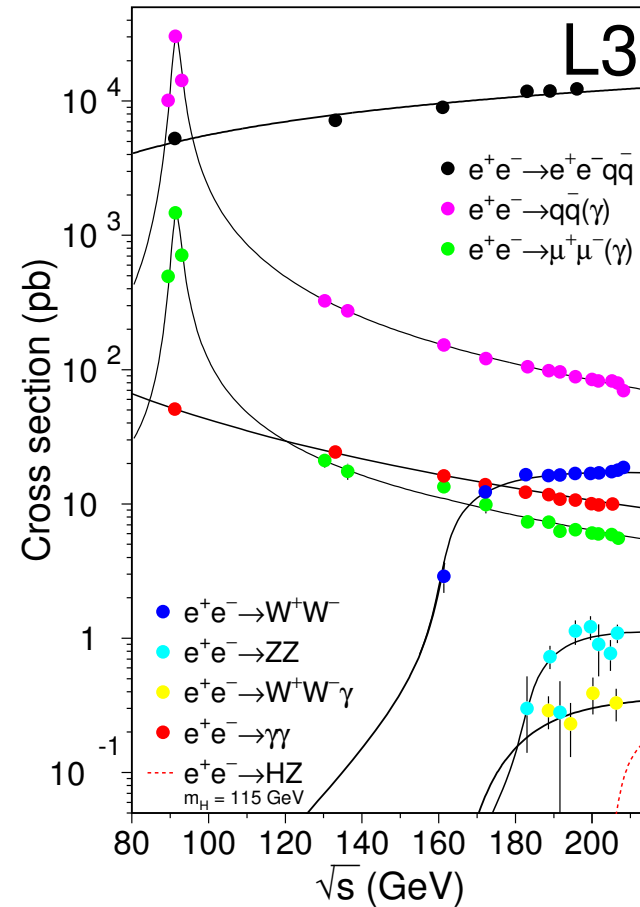 L3
Cross section (pb)
10⁴
10³
10²
10
1
10⁻¹
e⁺e⁻→e⁺e⁻qq̄
e⁺e⁻→qq̄(γ)
e⁺e⁻→μ⁺μ⁻(γ)
e⁺e⁻→W⁺W⁻
e⁺e⁻→ZZ
e⁺e⁻→W⁺W⁻γ
e⁺e⁻→γγ
e⁺e⁻→HZ
m_H = 115 GeV
80 100 120 140 160 180 200
√s (GeV)